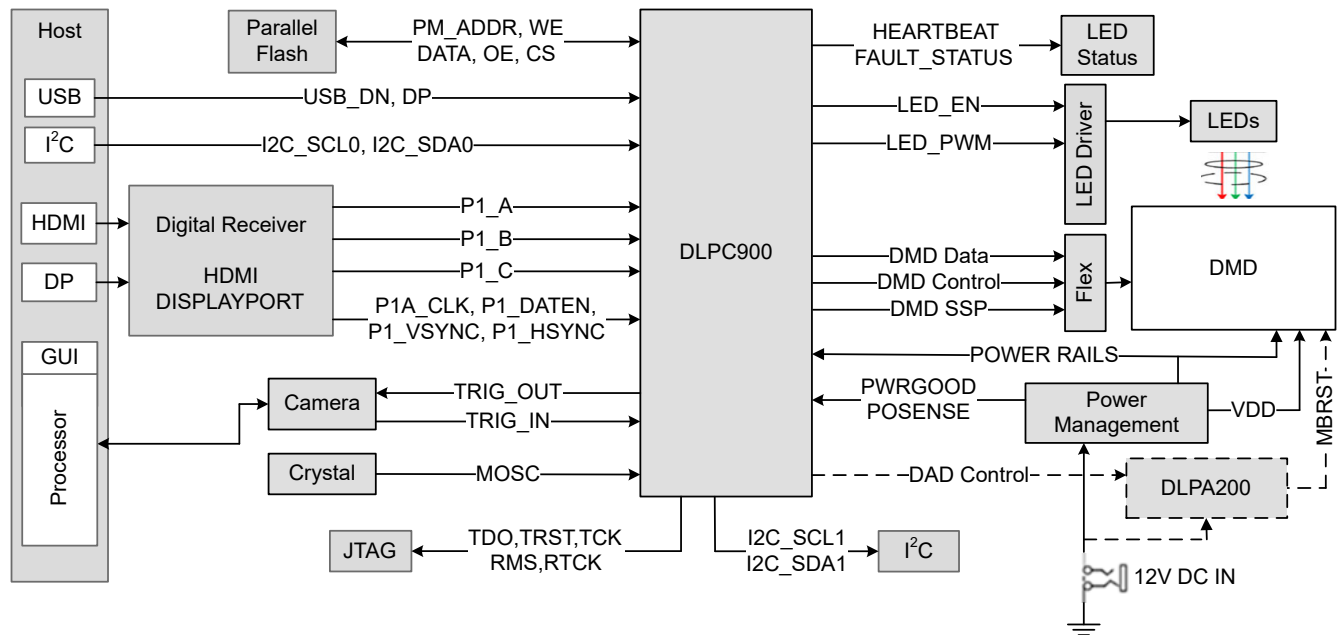 Host
USB
I²C
HDMI
DP
GUI
Processor
Parallel
Flash
PM_ADDR, WE
DATA, OE, CS
USB_DN, DP
I2C_SCL0, I2C_SDA0
Digital Receiver
HDMI
DISPLAYPORT
P1_A
P1_B
P1_C
P1A_CLK, P1_DATEN,
P1_VSYNC, P1_HSYNC
Camera
TRIG_OUT
TRIG_IN
Crystal
MOSC
JTAG
TDO,TRST,TCK
RMS,RTCK
DLPC900
I2C_SCL1
I2C_SDA1
I²C
HEARTBEAT
FAULT_STATUS
LED
Status
LED_EN
LED_PWM
LED Driver
LEDs
DMD Data
DMD Control
DMD SSP
Flex
DMD
POWER RAILS
PWRGOOD
POSENSE
Power
Management
VDD
MBRST
DAD Control
DLPA200
12V DC IN